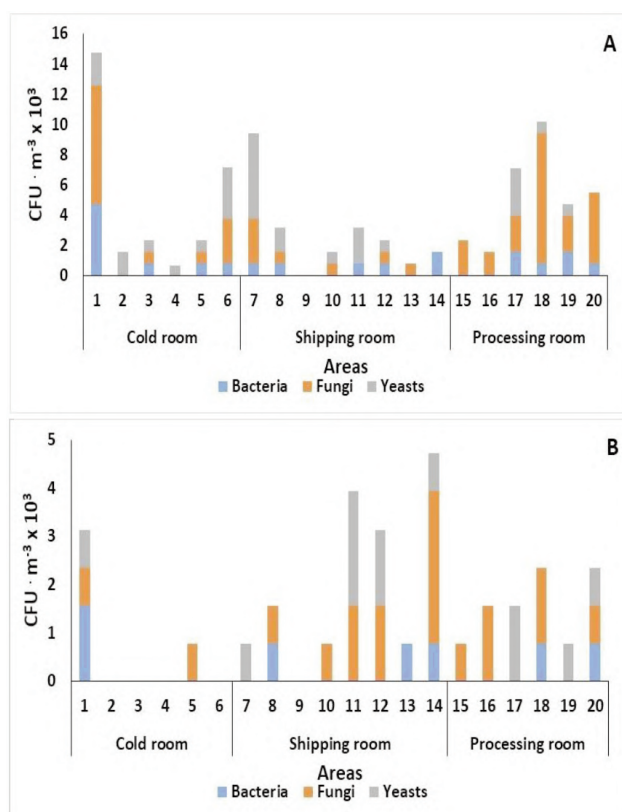 A
CFU · m⁻³ x 10³
16
14
12
10
8
6
4
2
0
1 2 3 4 5 6 7 8 9 10 11 12 13 14 15 16 17 18 19 20
Cold room Shipping room Processing room
Areas
Bacteria Fungi Yeasts
B
CFU · m⁻³ x 10³
5
4
3
2
1
0
1 2 3 4 5 6 7 8 9 10 11 12 13 14 15 16 17 18 19 20
Cold room Shipping room Processing room
Areas
Bacteria Fungi Yeasts